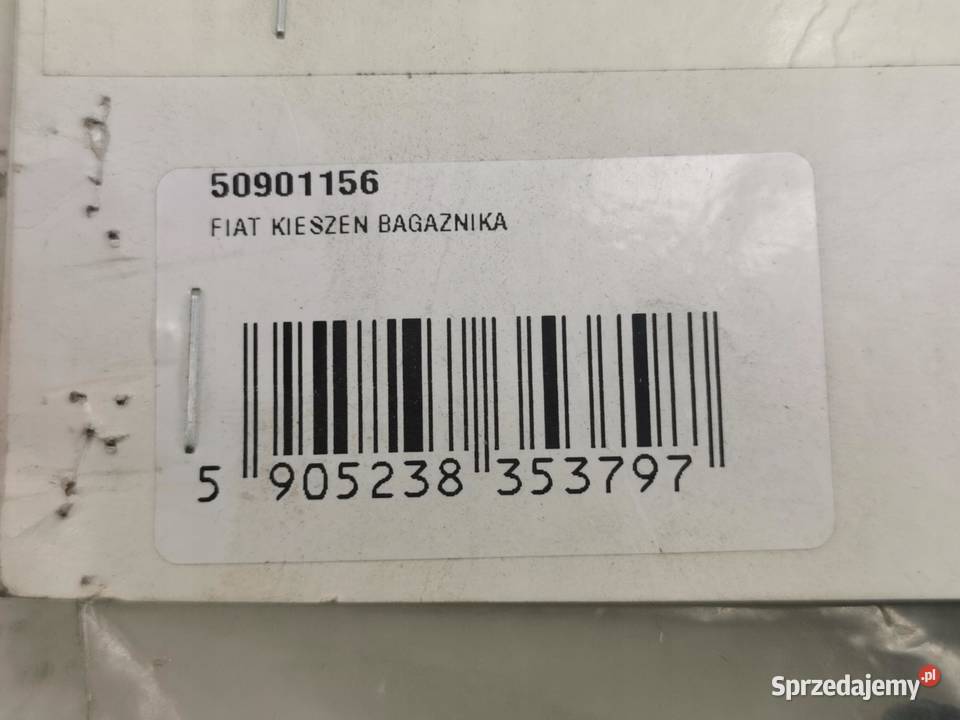 50901156
FIAT KIESZEN BAGAZNIKA
5 905238 353797
Sprzedajemy.pl